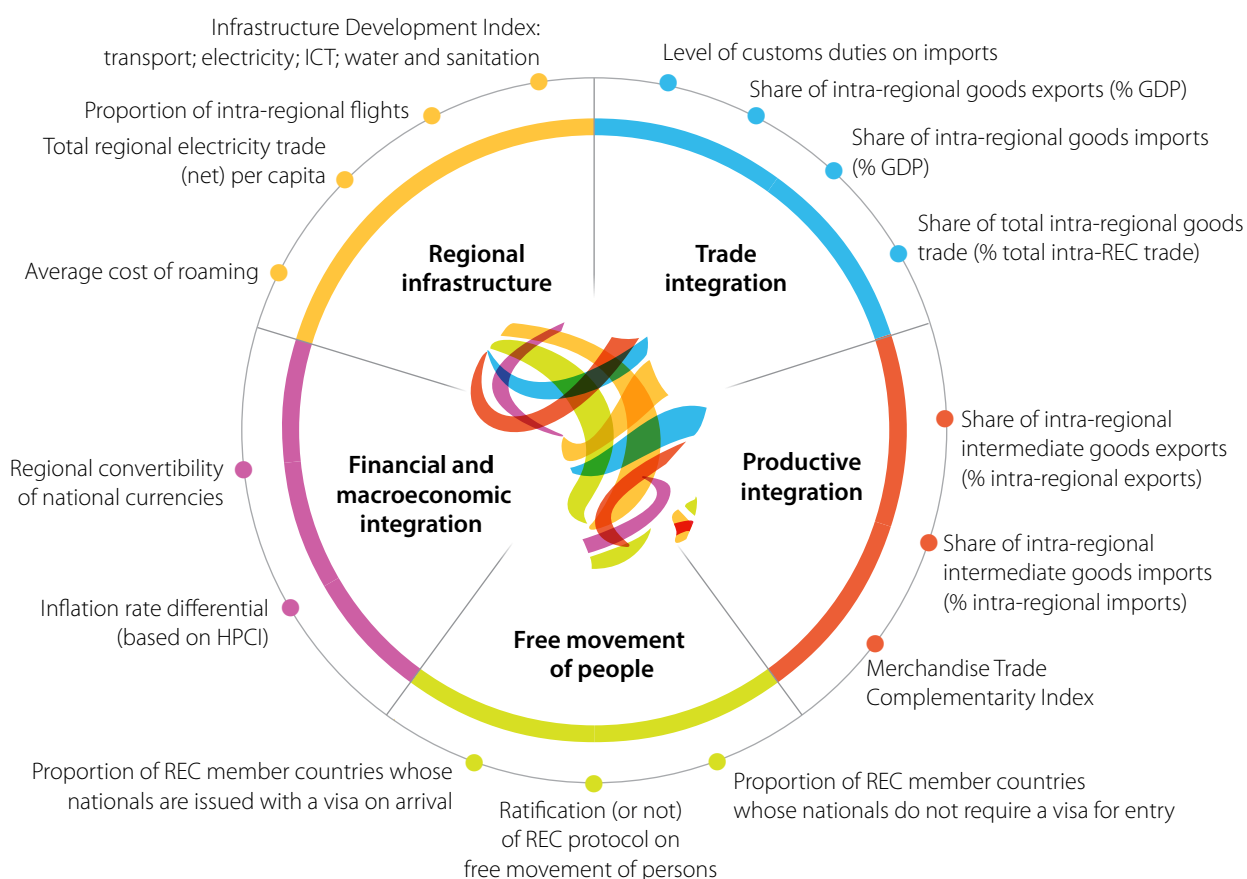 Infrastructure Development Index:
transport; electricity; ICT; water and sanitation
Proportion of intra-regional flights
Total regional electricity trade
(net) per capita
Average cost of roaming
Regional
infrastructure
Level of customs duties on imports
Share of intra-regional goods exports (% GDP)
Share of intra-regional goods imports
(% GDP)
Share of total intra-regional goods
trade (% total intra-REC trade)
Trade
integration
Share of intra-regional
intermediate goods exports
(% intra-regional exports)
Share of intra-regional
intermediate goods imports
(% intra-regional imports)
Merchandise Trade
Complementarity Index
Productive
integration
Regional convertibility
of national currencies
Inflation rate differential
(based on HPCI)
Financial and
macroeconomic
integration
Free movement
of people
Proportion of REC member countries whose
nationals are issued with a visa on arrival
Ratification (or not)
of REC protocol on
free movement of persons
Proportion of REC member countries
whose nationals do not require a visa for entry